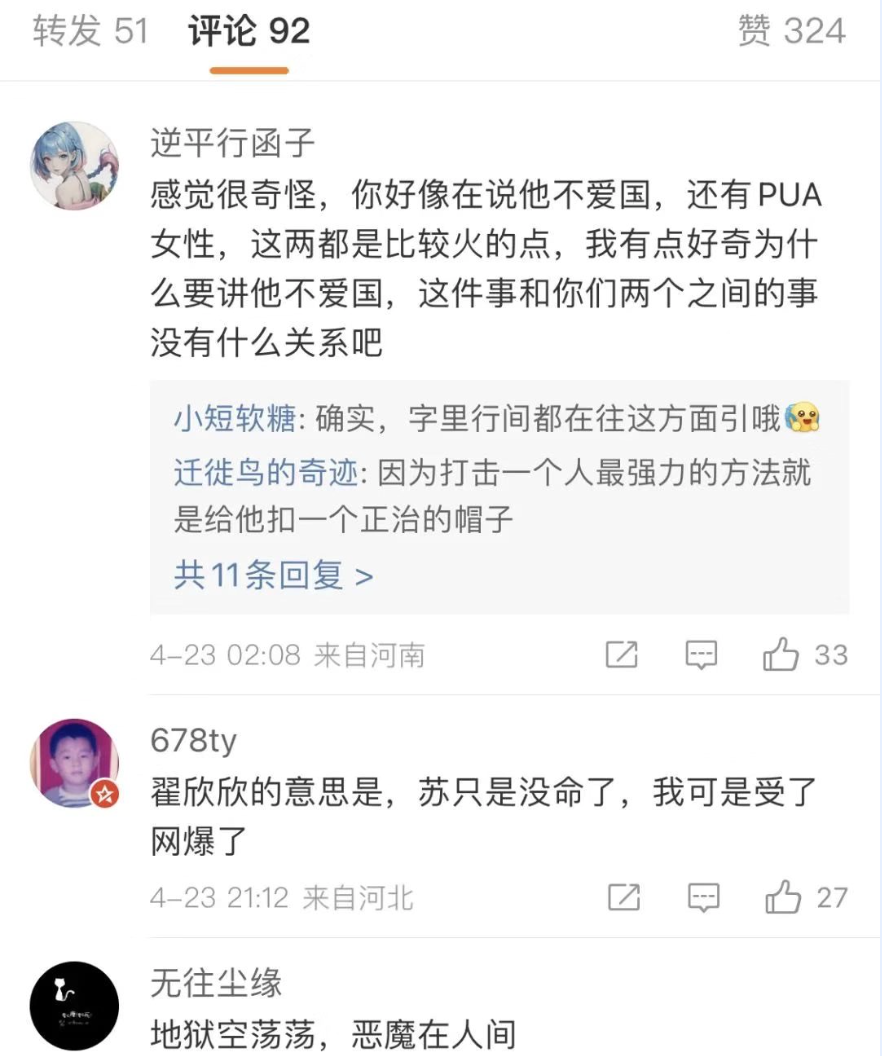 转发 51 评论 92 赞 324
逆平行函子
感觉很奇怪，你好像在说他不爱国，还有PUA
女性，这两都是比较火的点，我有点好奇为什
么要讲他不爱国，这件事和你们两个之间的事
没有什么关系吧
小短软糖: 确实，字里行间都在往这方面引哦
迁徙鸟的奇迹: 因为打击一个人最强力的方法就
是给他扣一个正治的帽子
共11条回复 >
4-23 02:08 来自河南 33
678ty
翟欣欣的意思是，苏只是没命了，我可是受了
网爆了
4-23 21:12 来自河北 27
无往尘缘
地狱空荡荡，恶魔在人间